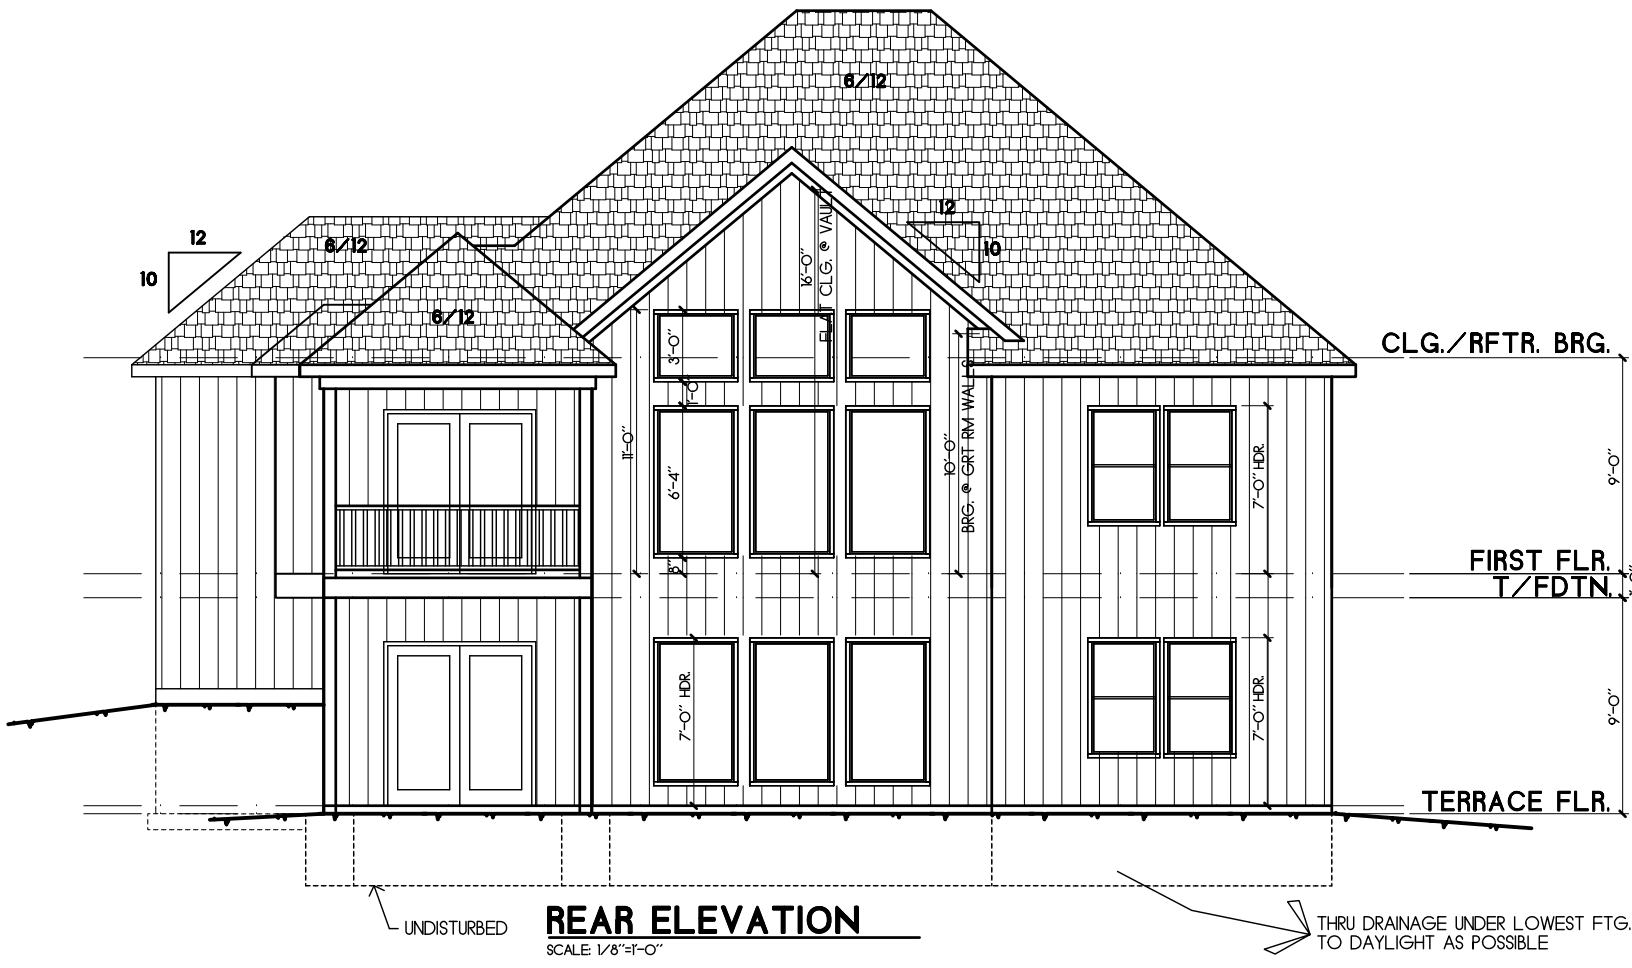 6/12
12
10
6/12
6/12
12
10
16'-0"
FLAT CLG. @ VAULT
3'-0"
1'-0"
11'-0"
6'-4"
8"
10'-0"
BRG. @ GRT RM WALLS
7'-0" HDR.
CLG./RFTR. BRG.
9'-0"
FIRST FLR.
T/FDTN.
7'-0" HDR.
7'-0" HDR.
9'-0"
TERRACE FLR.
UNDISTURBED
REAR ELEVATION
SCALE: 1/8"=1'-0"
THRU DRAINAGE UNDER LOWEST FTG.
TO DAYLIGHT AS POSSIBLE